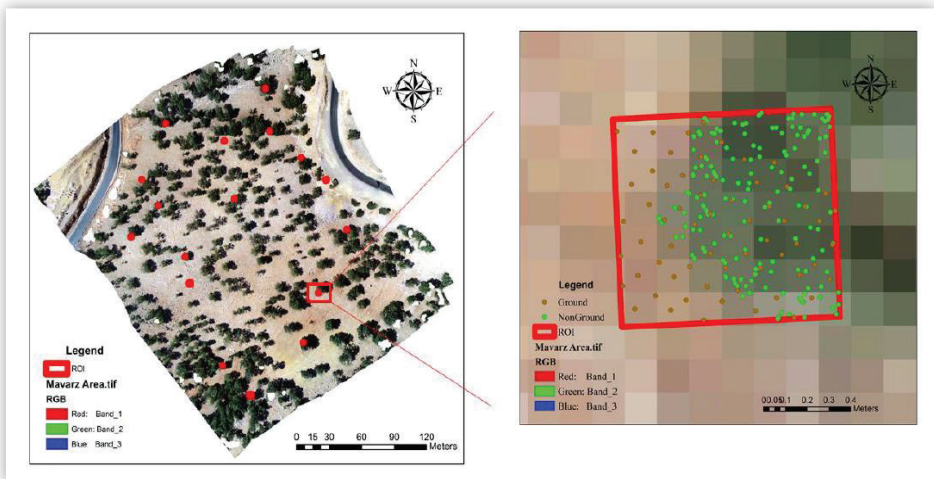 N
W E
S
Legend
ROI
Mavarz Area.tif
RGB
Red: Band_1
Green: Band_2
Blue: Band_3
0 15 30 60 90 120
Meters
N
W E
S
Legend
Ground
NonGround
ROI
Mavarz Area.tif
RGB
Red: Band_1
Green: Band_2
Blue: Band_3
00.05.1 0.2 0.3 0.4
Meters